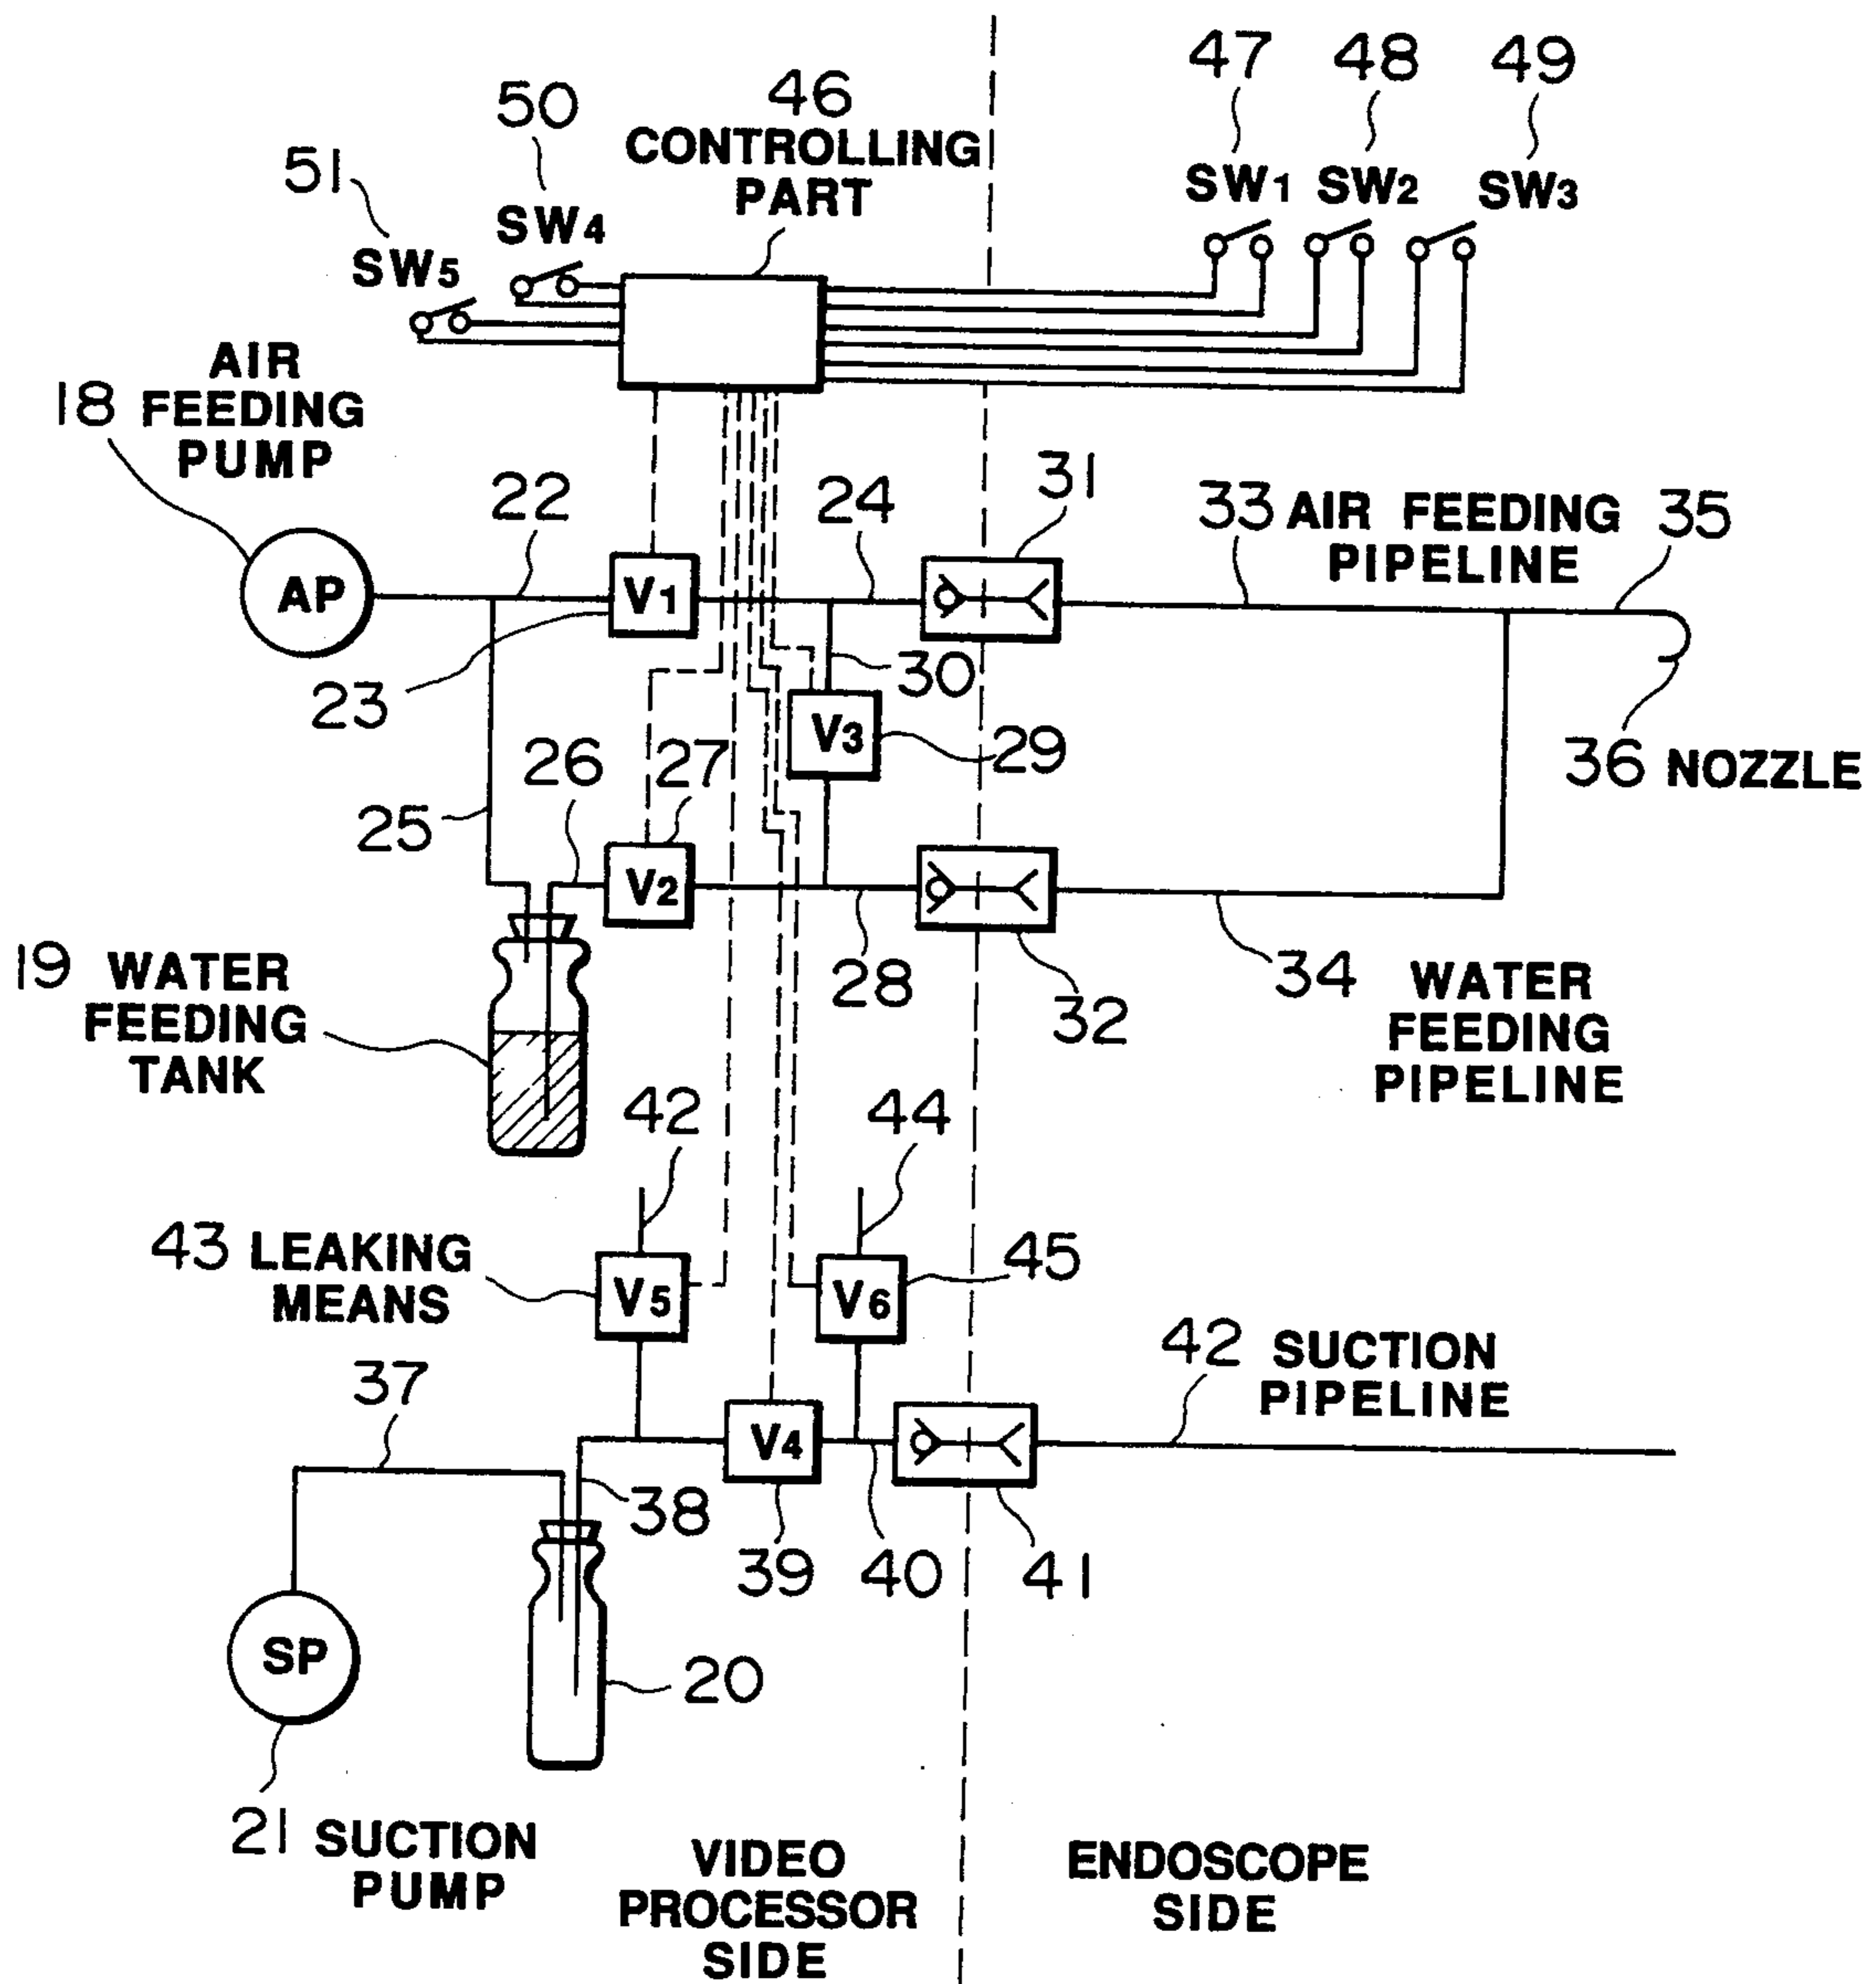 47 48 49
50
46
CONTROLLING
PART
51
SW1 SW2 SW3
SW4
SW5
AIR
18 FEEDING
PUMP
22
24
31
33 AIR FEEDING
PIPELINE
35
AP
V1
23
30
V3
29
36 NOZZLE
26
27
25
V2
28
32
34
WATER
FEEDING
PIPELINE
19 WATER
FEEDING
TANK
42
44
43 LEAKING
MEANS
V5
V6
45
42 SUCTION
PIPELINE
37
V4
38
39
40
41
SP
20
21 SUCTION
PUMP
VIDEO
PROCESSOR
SIDE
ENDOSCOPE
SIDE